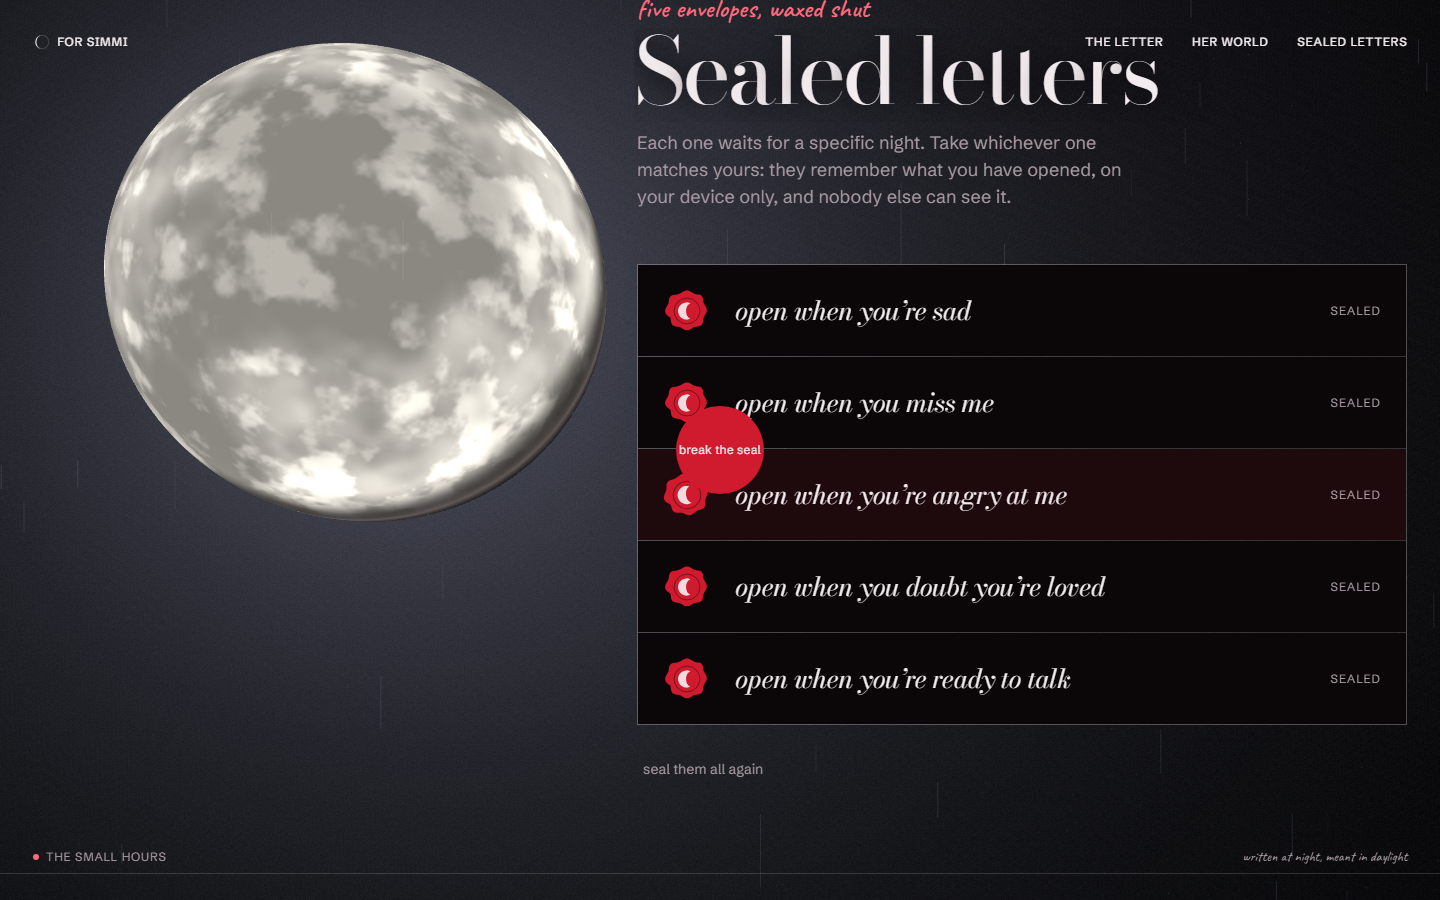 five envelopes, waxed shut
FOR SIMMI
THE LETTER
HER WORLD
SEALED LETTERS
Sealed letters
Each one waits for a specific night. Take whichever one
matches yours: they remember what you have opened, on
your device only, and nobody else can see it.
open when you’re sad
SEALED
open when you miss me
SEALED
break the seal
open when you’re angry at me
SEALED
open when you doubt you’re loved
SEALED
open when you’re ready to talk
SEALED
seal them all again
THE SMALL HOURS
written at night, meant in daylight